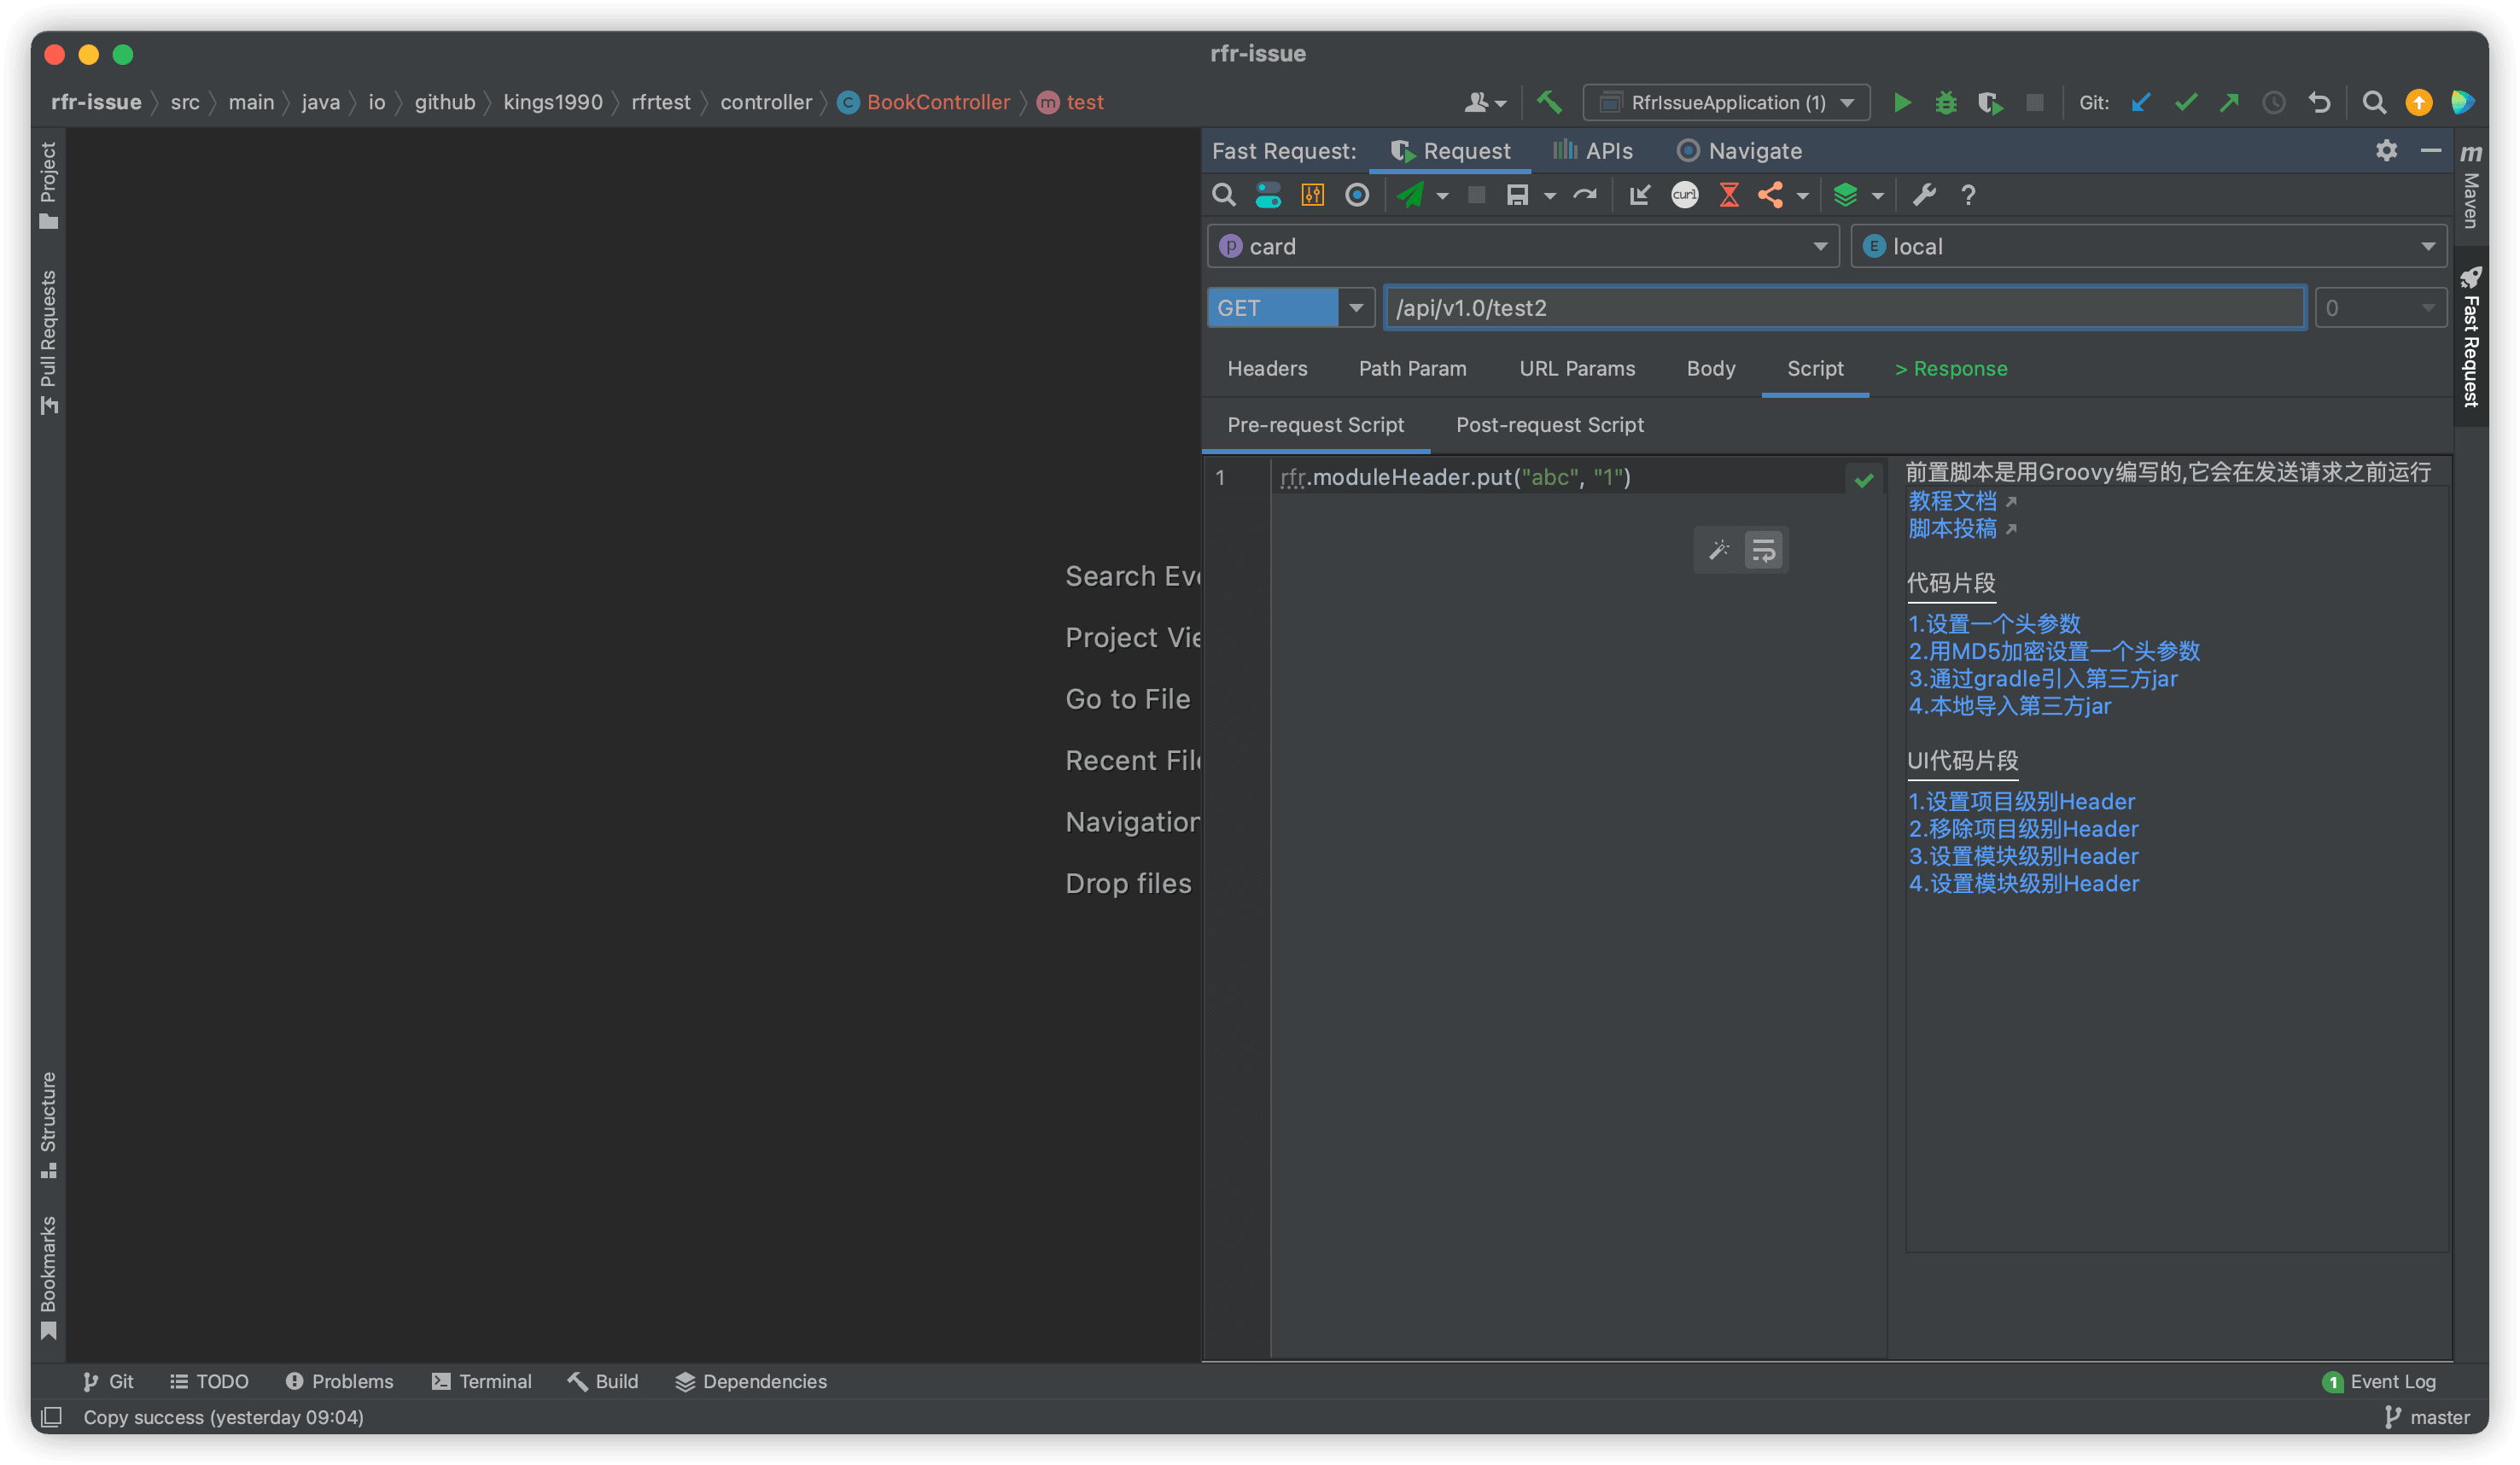 rfr-issue
rfr-issue src main java io github kings1990 rfrtest controller C BookController m test
RfrIssueApplication (1)
Git:
Project
Pull Requests
Structure
Bookmarks
Search Eve
Project Vie
Go to File
Recent File
Navigation
Drop files
Fast Request: Request APIs Navigate
curl
?
p card
E local
GET /api/v1.0/test2 0
Headers Path Param URL Params Body Script > Response
Pre-request Script Post-request Script
1 rfr.moduleHeader.put("abc", "1")
前置脚本是用Groovy编写的,它会在发送请求之前运行
教程文档
脚本投稿
代码片段
1.设置一个头参数
2.用MD5加密设置一个头参数
3.通过gradle引入第三方jar
4.本地导入第三方jar
UI代码片段
1.设置项目级别Header
2.移除项目级别Header
3.设置模块级别Header
4.设置模块级别Header
m Maven
Fast Request
Git TODO Problems Terminal Build Dependencies
1 Event Log
Copy success (yesterday 09:04)
master